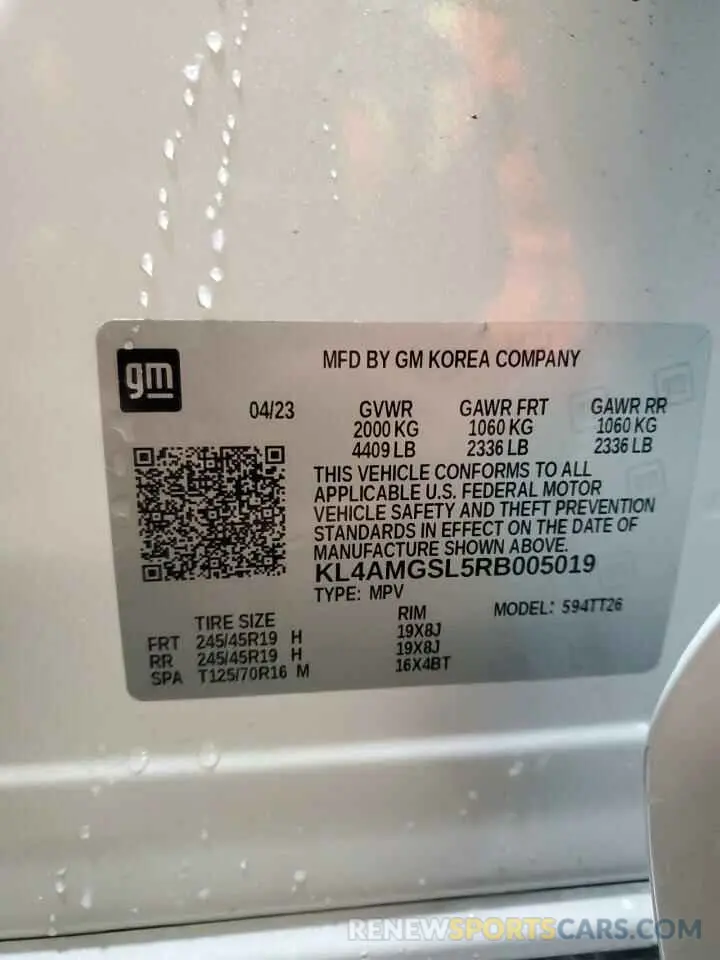 gm
MFD BY GM KOREA COMPANY
04/23 GVWR GAWR FRT GAWR RR
2000 KG 1060 KG 1060 KG
4409 LB 2336 LB 2336 LB
THIS VEHICLE CONFORMS TO ALL
APPLICABLE U.S. FEDERAL MOTOR
VEHICLE SAFETY AND THEFT PREVENTION
STANDARDS IN EFFECT ON THE DATE OF
MANUFACTURE SHOWN ABOVE.
KL4AMGSL5RB005019
TYPE: MPV MODEL: 594TT26
TIRE SIZE RIM
FRT 245/45R19 H 19X8J
RR 245/45R19 H 19X8J
SPA T125/70R16 M 16X4BT
RENEWSPORTSCARS.COM